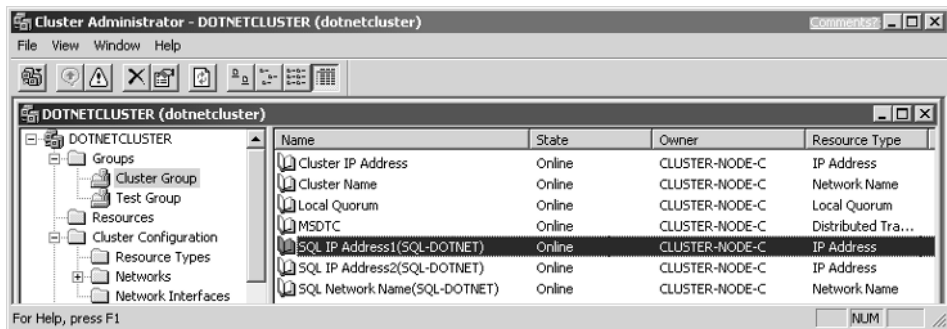 Cluster Administrator - DOTNETCLUSTER (dotnetcluster) Comments?
File View Window Help
DOTNETCLUSTER (dotnetcluster)
DOTNETCLUSTER
Groups
Cluster Group
Test Group
Resources
Cluster Configuration
Resource Types
Networks
Network Interfaces
Name State Owner Resource Type
Cluster IP Address Online CLUSTER-NODE-C IP Address
Cluster Name Online CLUSTER-NODE-C Network Name
Local Quorum Online CLUSTER-NODE-C Local Quorum
MSDTC Online CLUSTER-NODE-C Distributed Tra...
SQL IP Address1(SQL-DOTNET) Online CLUSTER-NODE-C IP Address
SQL IP Address2(SQL-DOTNET) Online CLUSTER-NODE-C IP Address
SQL Network Name(SQL-DOTNET) Online CLUSTER-NODE-C Network Name
For Help, press F1 NUM